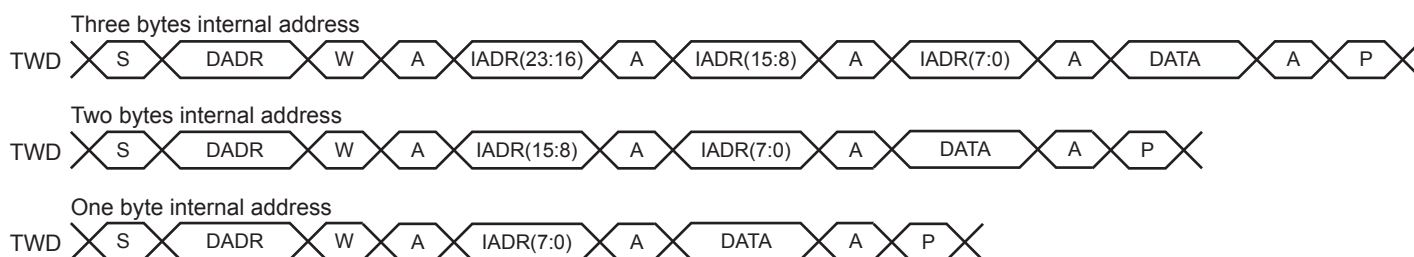 Three bytes internal address
TWD S DADR W A IADR(23:16) A IADR(15:8) A IADR(7:0) A DATA A P
Two bytes internal address
TWD S DADR W A IADR(15:8) A IADR(7:0) A DATA A P
One byte internal address
TWD S DADR W A IADR(7:0) A DATA A P